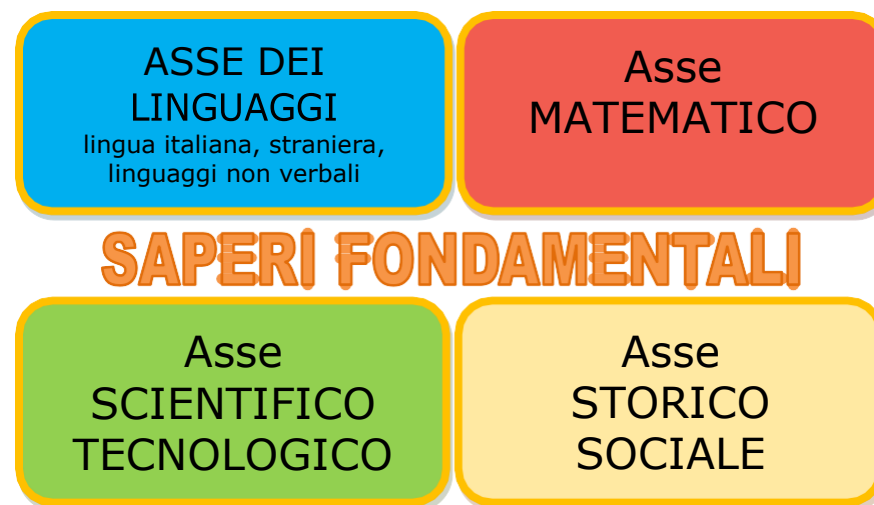 ASSE DEI
LINGUAGGI
lingua italiana, straniera,
linguaggi non verbali
Asse
MATEMATICO
SAPERI FONDAMENTALI
Asse
SCIENTIFICO
TECNOLOGICO
Asse
STORICO
SOCIALE